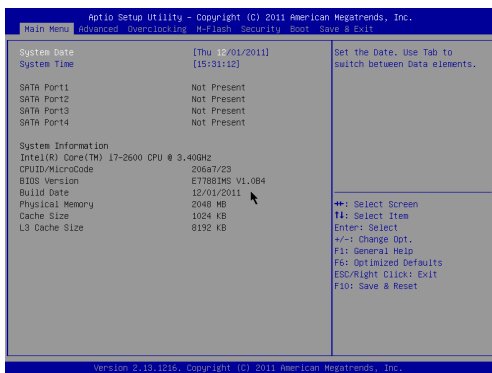 Aptio Setup Utility – Copyright (C) 2011 American Megatrends, Inc.
Main Menu Advanced Overclocking M-Flash Security Boot Save & Exit
System Date [Thu 12/01/2011]
System Time [15:31:12]
SATA Port1 Not Present
SATA Port2 Not Present
SATA Port3 Not Present
SATA Port4 Not Present
System Information
Intel(R) Core(TM) i7-2600 CPU @ 3.40GHz
CPUID/MicroCode 206a7/23
BIOS Version E7788IMS V1.0B4
Build Date 12/01/2011
Physical Memory 2048 MB
Cache Size 1024 KB
L3 Cache Size 8192 KB
Set the Date. Use Tab to
switch between Data elements.
→←: Select Screen
↑↓: Select Item
Enter: Select
+/-: Change Opt.
F1: General Help
F6: Optimized Defaults
ESC/Right Click: Exit
F10: Save & Reset
Version 2.13.1216. Copyright (C) 2011 American Megatrends, Inc.